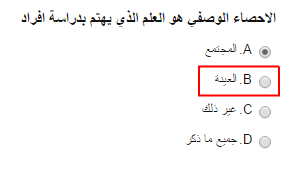 الاحصاء الوصفي هو العلم الذي يهتم بدراسة افراد
A. المجتمع
B. العينة
C. غير ذلك
D. جميع ما ذكر